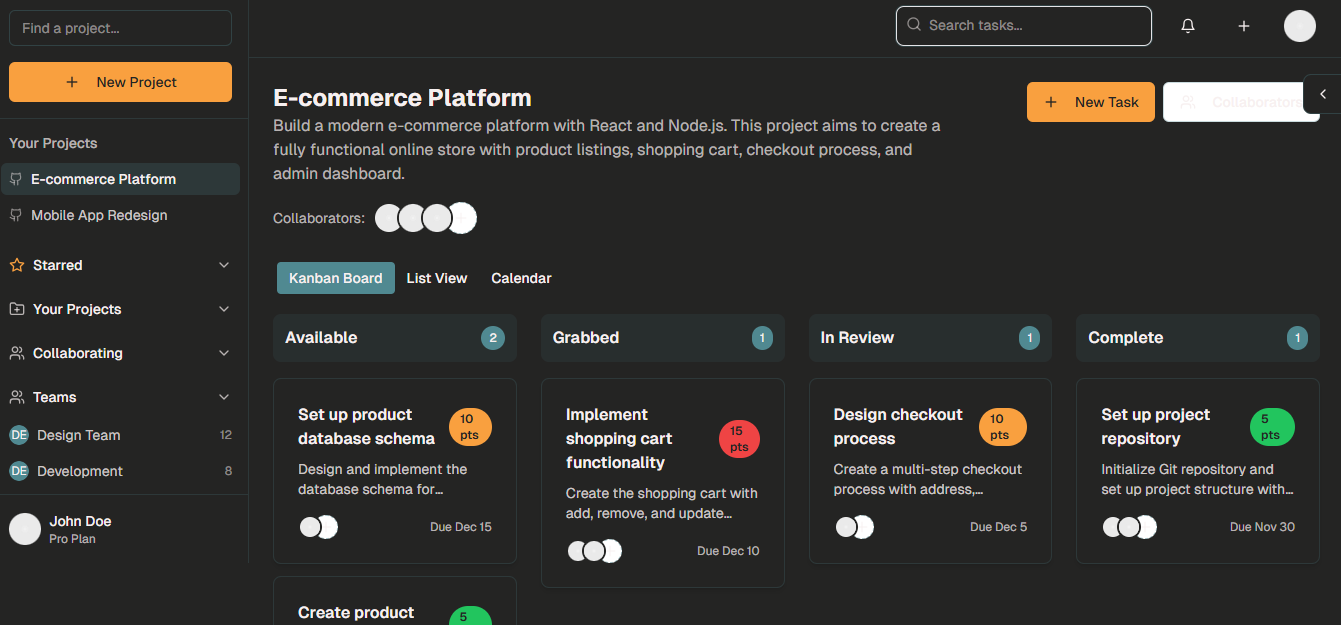 Find a project...
New Project
Your Projects
E-commerce Platform
Mobile App Redesign
Starred
Your Projects
Collaborating
Teams
DE Design Team 12
DE Development 8
John Doe
Pro Plan
Search tasks...
E-commerce Platform
New Task
Collaborators
Build a modern e-commerce platform with React and Node.js. This project aims to create a
fully functional online store with product listings, shopping cart, checkout process, and
admin dashboard.
Collaborators:
Kanban Board List View Calendar
Available 2
Set up product
database schema
10
pts
Design and implement the
database schema for...
Due Dec 15
Create product
5
Grabbed 1
Implement
shopping cart
functionality
15
pts
Create the shopping cart with
add, remove, and update...
Due Dec 10
In Review 1
Design checkout
process
10
pts
Create a multi-step checkout
process with address,...
Due Dec 5
Complete 1
Set up project
repository
5
pts
Initialize Git repository and
set up project structure with...
Due Nov 30